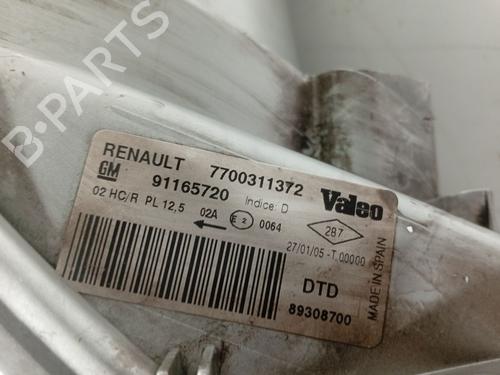 B-PARTS
RENAULT 7700311372
GM 91165720 Indice: D Valeo
02 HC/R PL 12,5 02A E2 0064 287
27/01/05-T.00000
DTD
89308700
MADE IN SPAIN